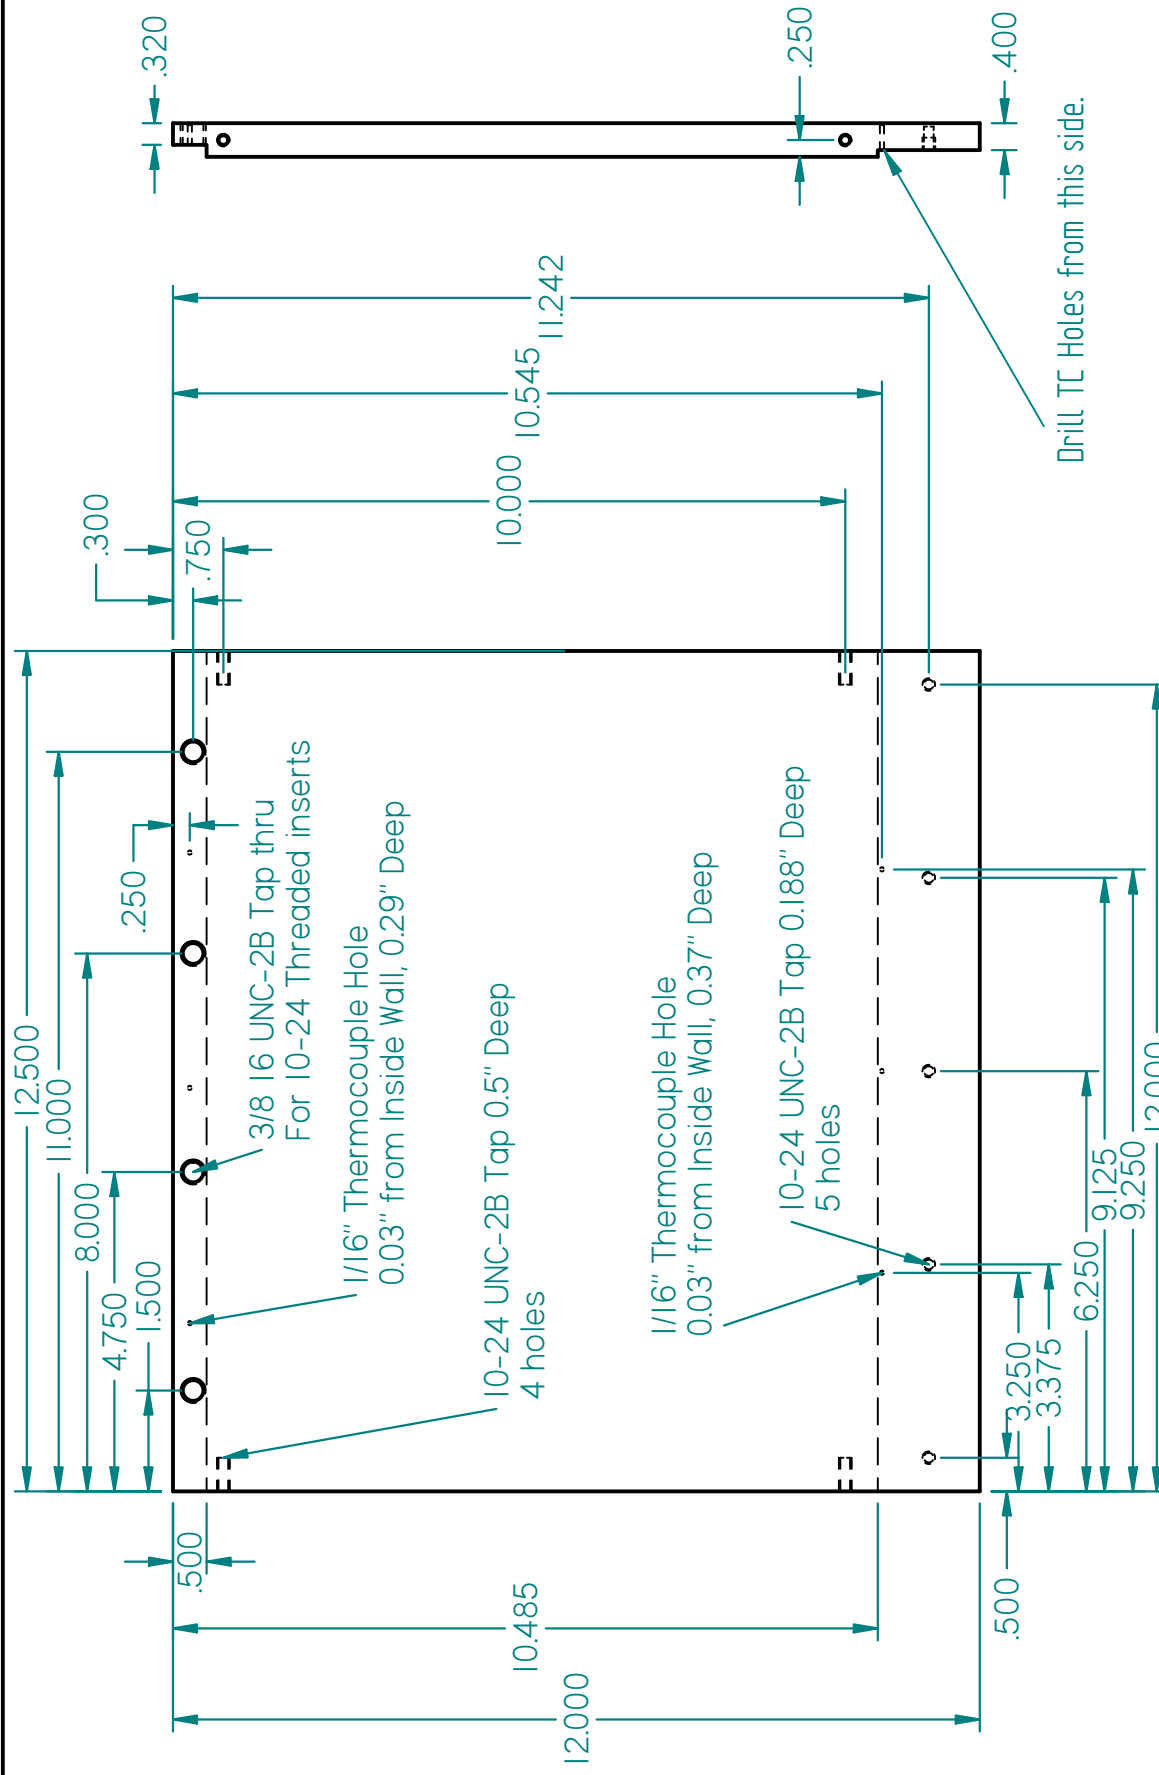 12.500
11.000
8.000
4.750
1.500
.250
.300
.750
10.000
10.545
11.242
.320
.250
.400
3/8 16 UNC-2B Tap thru
For 10-24 Threaded inserts
1/16" Thermocouple Hole
0.03" from Inside Wall, 0.29" Deep
10-24 UNC-2B Tap 0.5" Deep
4 holes
1/16" Thermocouple Hole
0.03" from Inside Wall, 0.37" Deep
10-24 UNC-2B Tap 0.188" Deep
5 holes
Drill TC Holes from this side.
.500
10.485
12.000
.500
3.250
3.375
6.250
9.125
9.250
12.000